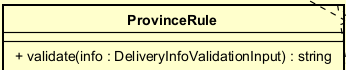 ProvinceRule
+ validate(info : DeliveryInfoValidationInput) : string